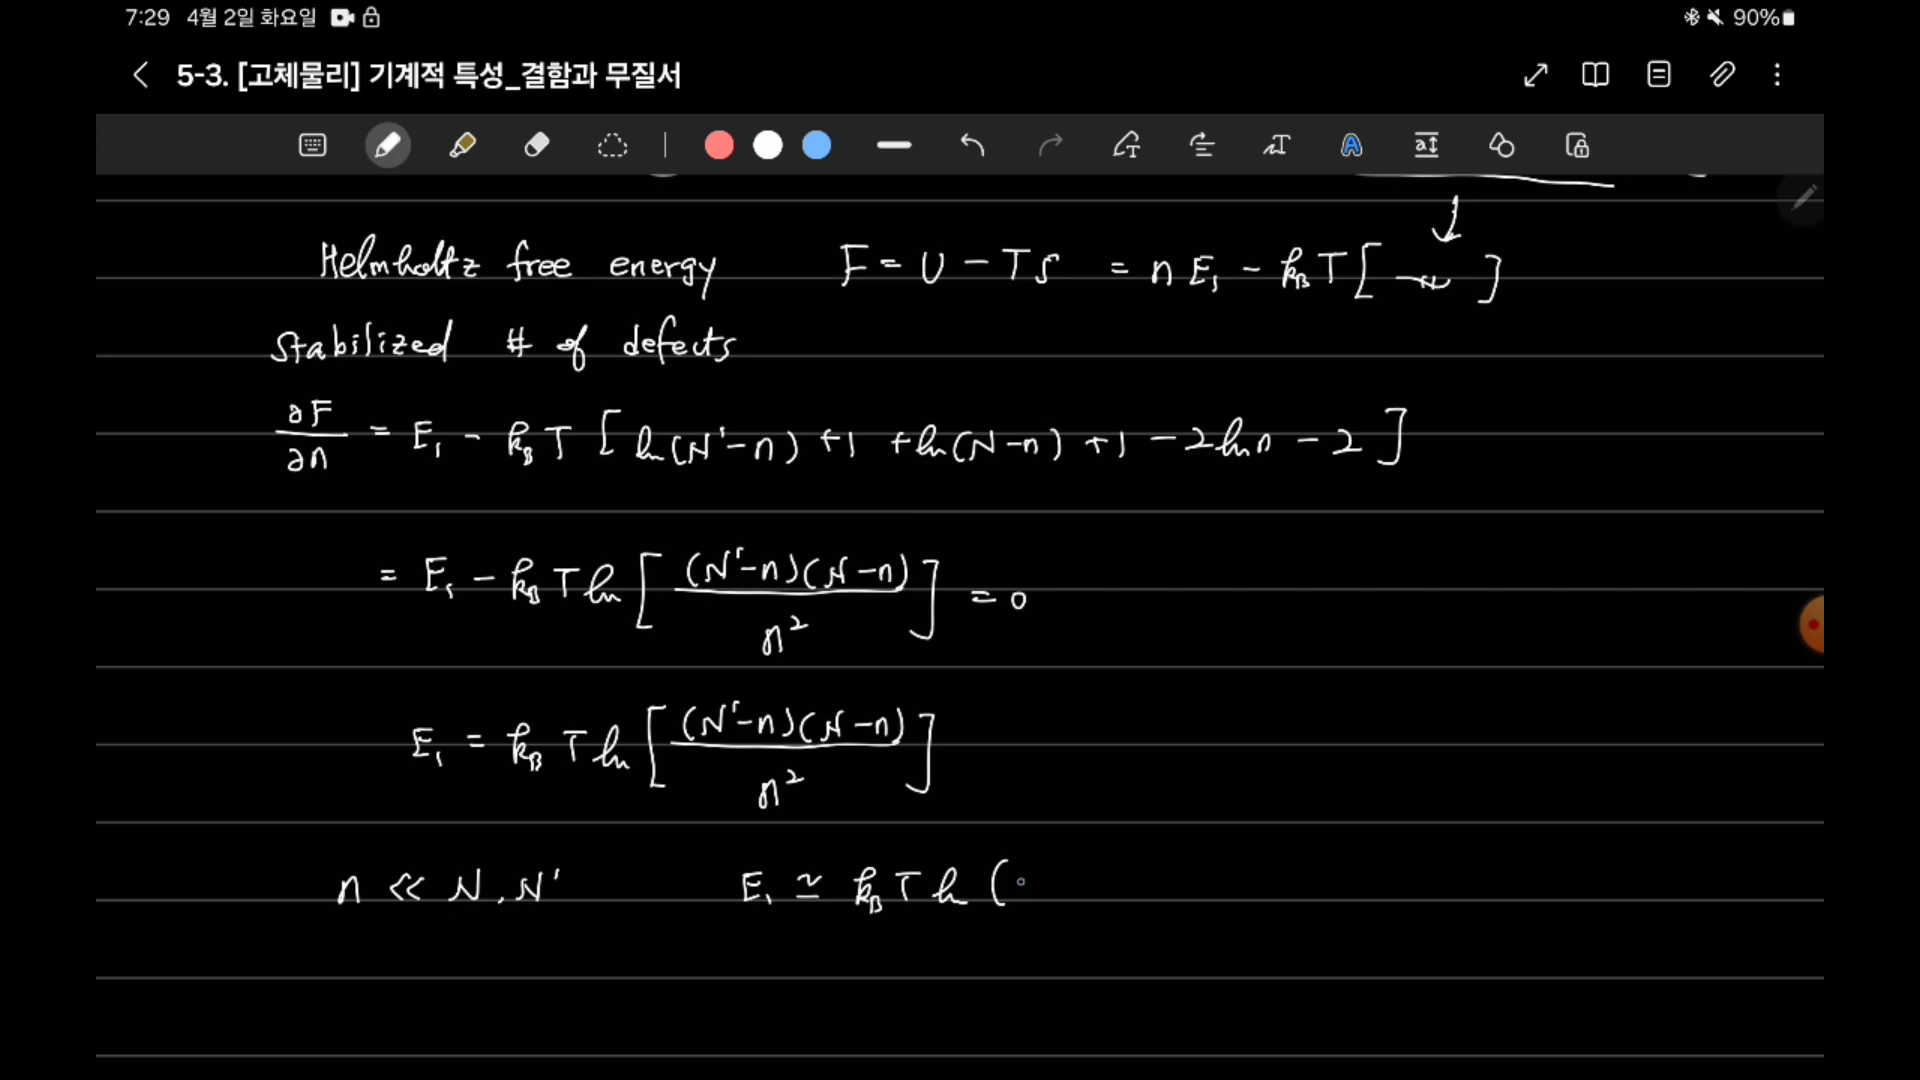 7:29 4월 2일 화요일 90%
5-3. [고체물리] 기계적 특성_결함과 무질서
Helmholtz free energy F = U - TS = n E₁ - k_B T [ ~ ]
Stabilized # of defects
∂F/∂n = E₁ - k_B T [ ln(N'-n) +1 +ln(N-n) +1 -2ln n -2 ]
= E₁ - k_B T ln [ (N'-n)(N-n) / n² ] = 0
E₁ = k_B T ln [ (N'-n)(N-n) / n² ]
n << N, N' E₁ ≃ k_B T ln (